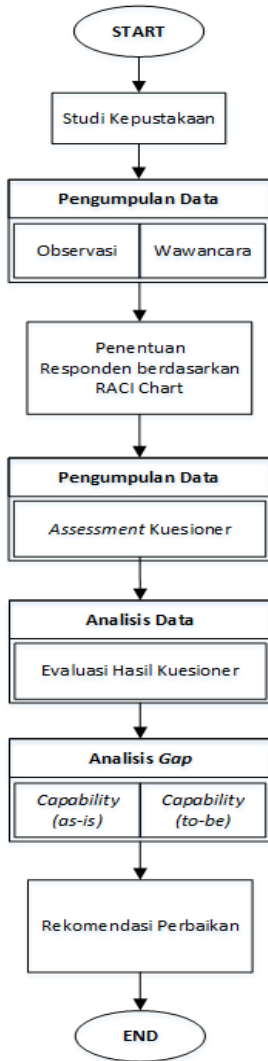 START
Studi Kepustakaan
Pengumpulan Data
Observasi
Wawancara
Penentuan
Responden berdasarkan
RACI Chart
Pengumpulan Data
Assessment Kuesioner
Analisis Data
Evaluasi Hasil Kuesioner
Analisis Gap
Capability
(as-is)
Capability
(to-be)
Rekomendasi Perbaikan
END